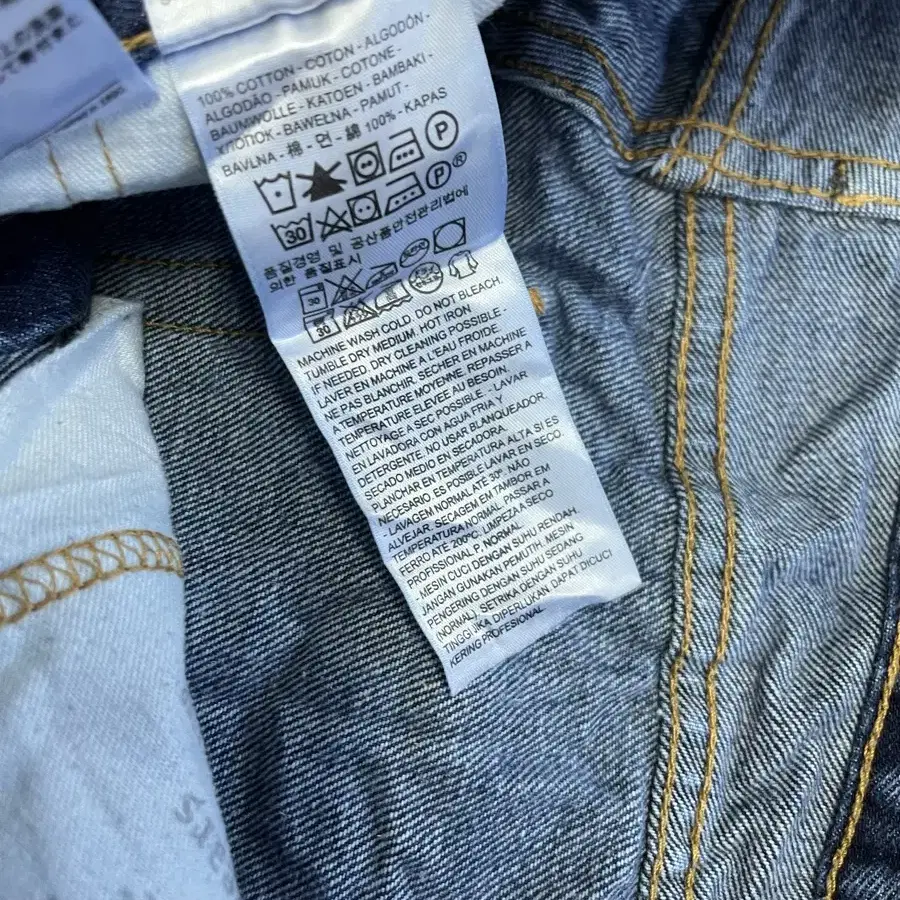 100% COTTON - COTON - ALGODÓN -
ALGODÃO - PAMUK - COTONE -
BAUMWOLLE - KATOEN - BAMBAKI -
ХЛОПОК - BAWEŁNA - PAMUT -
BAVLNA - 棉 - 면 - 綿 100% - KAPAS
P
30 P®
품질경영 및 공산품안전관리법에
의한 품질표시
30
30
MACHINE WASH COLD. DO NOT BLEACH.
TUMBLE DRY MEDIUM. HOT IRON
IF NEEDED. DRY CLEANING POSSIBLE -
LAVER EN MACHINE A L'EAU FROIDE.
NE PAS BLANCHIR. SECHER EN MACHINE
A TEMPERATURE MOYENNE. REPASSER A
TEMPERATURE ELEVEE AU BESOIN.
NETTOYAGE A SEC POSSIBLE - LAVAR
EN LAVADORA CON AGUA FRIA Y
DETERGENTE. NO USAR BLANQUEADOR.
SECADO MEDIO EN SECADORA.
PLANCHAR EN TEMPERATURA ALTA SI ES
NECESARIO. ES POSIBLE LAVAR EN SECO.
- LAVAGEM NORMAL ATÉ 30º. NÃO
ALVEJAR. SECAGEM EM TAMBOR EM
TEMPERATURA NORMAL. PASSAR A
FERRO ATÉ 200ºC. LIMPEZA A SECO
PROFISSIONAL P, NORMAL
- MESIN CUCI DENGAN SUHU RENDAH.
JANGAN GUNAKAN PEMUTIH. MESIN
PENGERING DENGAN SUHU SEDANG
(NORMAL). SETRIKA DENGAN SUHU
TINGGI JIKA DIPERLUKAN DAPAT DICUCI
KERING PROFESIONAL